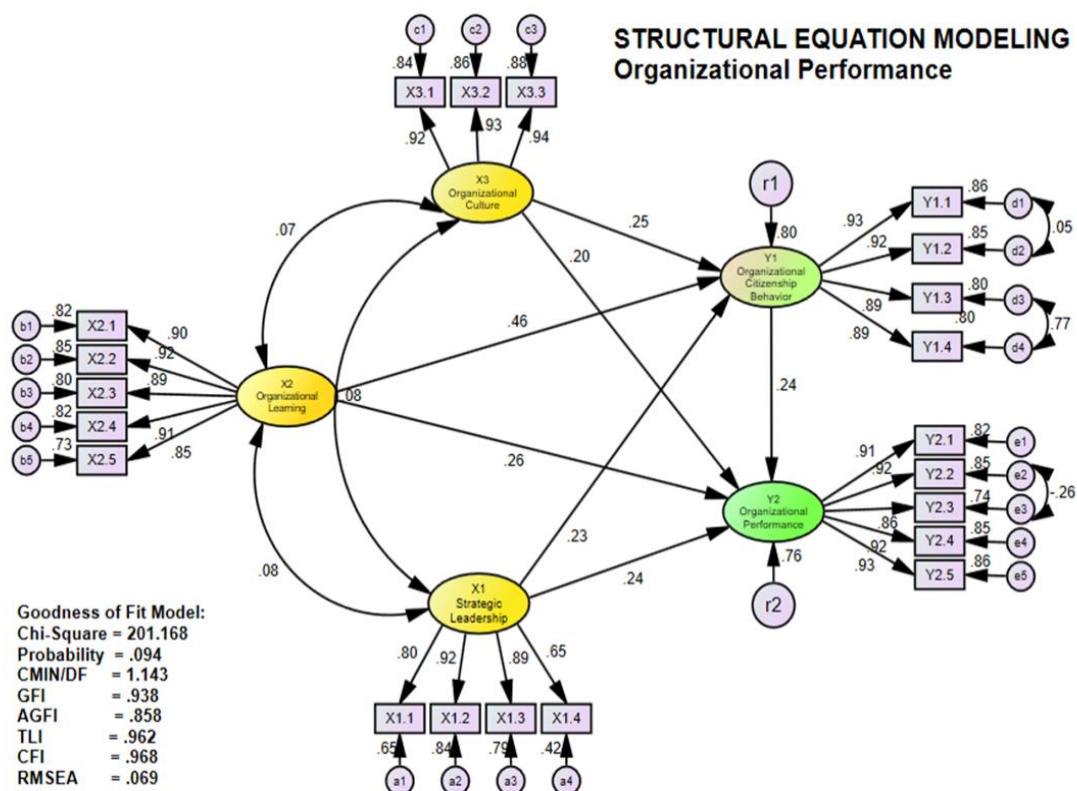 STRUCTURAL EQUATION MODELING
Organizational Performance
c1 c2 c3
.84 .86 .88
X3.1 X3.2 X3.3
.92 .93 .94
X3
Organizational
Culture
r1
.80
.07
.25
.20
.46
.08
.26
.24
.23
.24
.08
Y1
Organizational
Citizenship
Behavior
.93 Y1.1 .86 d1
.92 Y1.2 .85 d2
.05
.89 Y1.3 .80 d3
.89 Y1.4 .80 d4
.77
b1 .82 X2.1 .90
b2 .85 X2.2 .92
b3 .80 X2.3 .89
b4 .82 X2.4 .91
b5 .73 X2.5 .85
X2
Organizational
Learning
Y2
Organizational
Performance
.91 Y2.1 .82 e1
.92 Y2.2 .85 e2
.86 Y2.3 .74 e3
-.26
.92 Y2.4 .85 e4
.93 Y2.5 .86 e5
.76
r2
X1
Strategic
Leadership
.80 .92 .89 .65
X1.1 X1.2 X1.3 X1.4
.65 .84 .79 .42
a1 a2 a3 a4
Goodness of Fit Model:
Chi-Square = 201.168
Probability = .094
CMIN/DF = 1.143
GFI = .938
AGFI = .858
TLI = .962
CFI = .968
RMSEA = .069